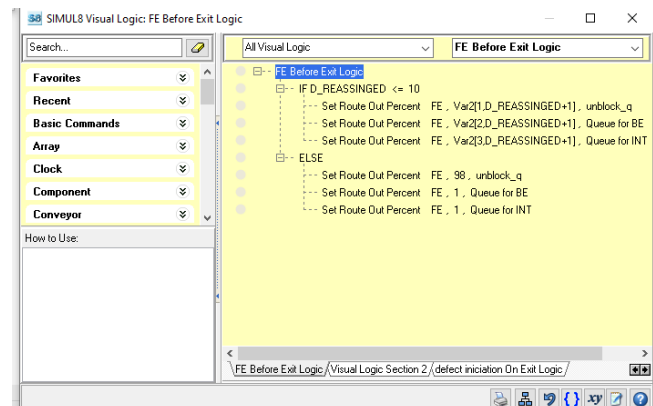 S8 SIMUL8 Visual Logic: FE Before Exit Logic
Search...
All Visual Logic
FE Before Exit Logic
Favorites
Recent
Basic Commands
Array
Clock
Component
Conveyor
How to Use:
FE Before Exit Logic
IF D_REASSINGED <= 10
Set Route Out Percent FE , Var2[1,D_REASSINGED+1] , unblock_q
Set Route Out Percent FE , Var2[2,D_REASSINGED+1] , Queue for BE
Set Route Out Percent FE , Var2[3,D_REASSINGED+1] , Queue for INT
ELSE
Set Route Out Percent FE , 98 , unblock_q
Set Route Out Percent FE , 1 , Queue for BE
Set Route Out Percent FE , 1 , Queue for INT
FE Before Exit Logic / Visual Logic Section 2 / defect iniciation On Exit Logic /
{} xy ?